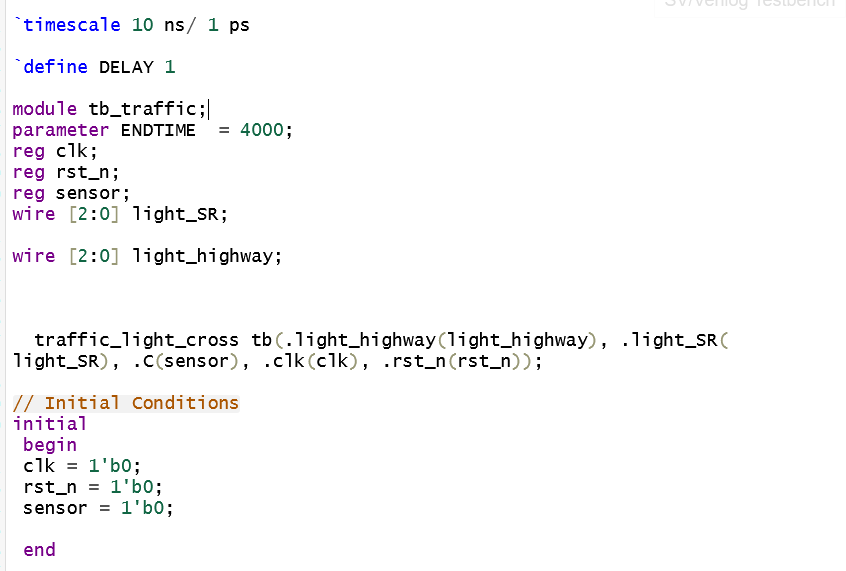 SV/Verilog Testbench
`timescale 10 ns/ 1 ps
`define DELAY 1
module tb_traffic;
parameter ENDTIME  = 4000;
reg clk;
reg rst_n;
reg sensor;
wire [2:0] light_SR;
wire [2:0] light_highway;
traffic_light_cross tb(.light_highway(light_highway), .light_SR(
light_SR), .C(sensor), .clk(clk), .rst_n(rst_n));
// Initial Conditions
initial
begin
clk = 1'b0;
rst_n = 1'b0;
sensor = 1'b0;
end